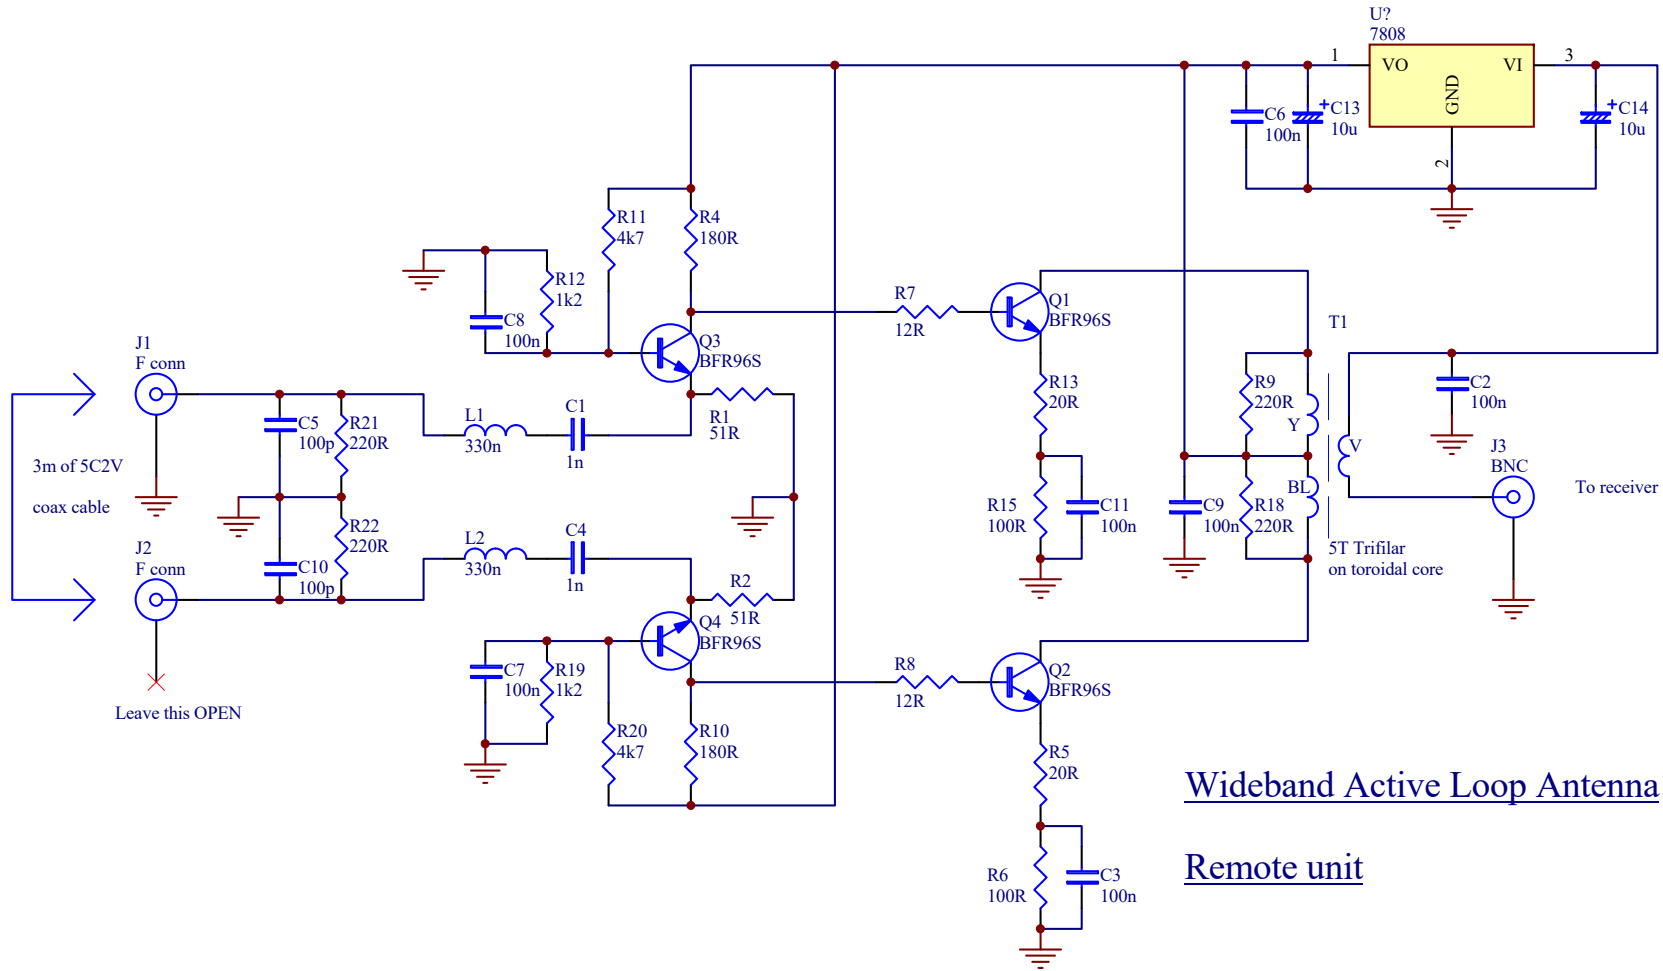 U?
7808
1
VO
VI
3
GND
2
C6
100n
C13
10u
C14
10u
R11
4k7
R4
180R
R12
1k2
C8
100n
Q3
BFR96S
R7
12R
Q1
BFR96S
T1
J1
F conn
C5
100p
R21
220R
L1
330n
C1
1n
R1
51R
R13
20R
R9
220R
Y
V
C2
100n
J3
BNC
To receiver
3m of 5C2V
coax cable
BL
R15
100R
C11
100n
C9
100n
R18
220R
5T Trifilar
on toroidal core
J2
F conn
C10
100p
R22
220R
L2
330n
C4
1n
R2
51R
Q4
BFR96S
C7
100n
R19
1k2
R8
12R
Q2
BFR96S
Leave this OPEN
R20
4k7
R10
180R
R5
20R
Wideband Active Loop Antenna
R6
100R
C3
100n
Remote unit